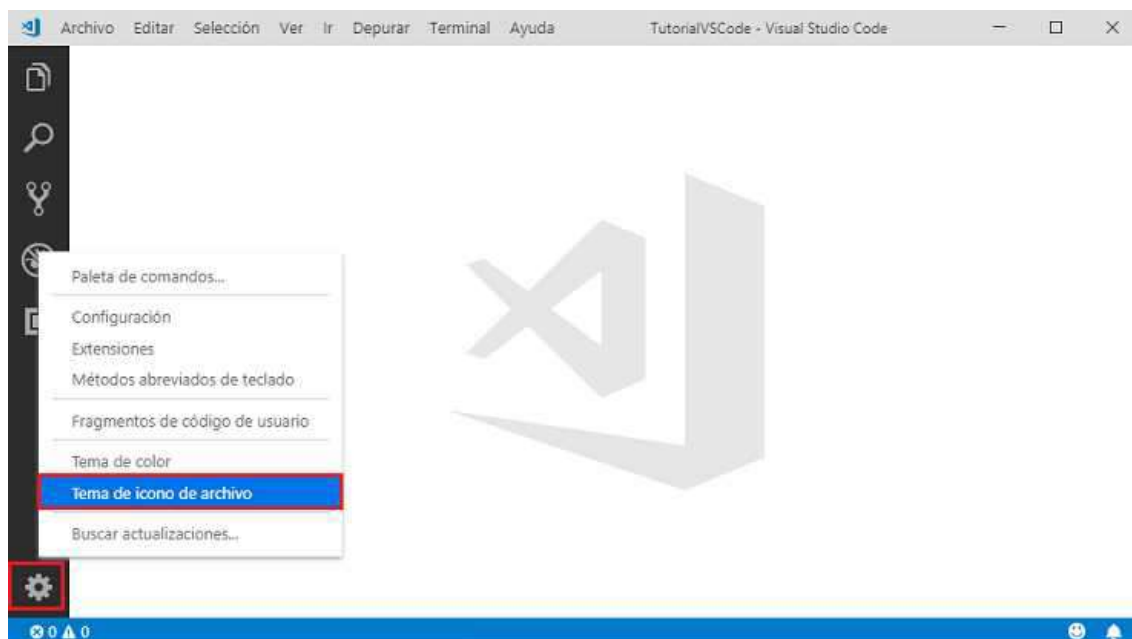 Archivo Editar Selección Ver Ir Depurar Terminal Ayuda TutorialVSCode - Visual Studio Code
Paleta de comandos...
Configuración
Extensiones
Métodos abreviados de teclado
Fragmentos de código de usuario
Tema de color
Tema de icono de archivo
Buscar actualizaciones...
0 0